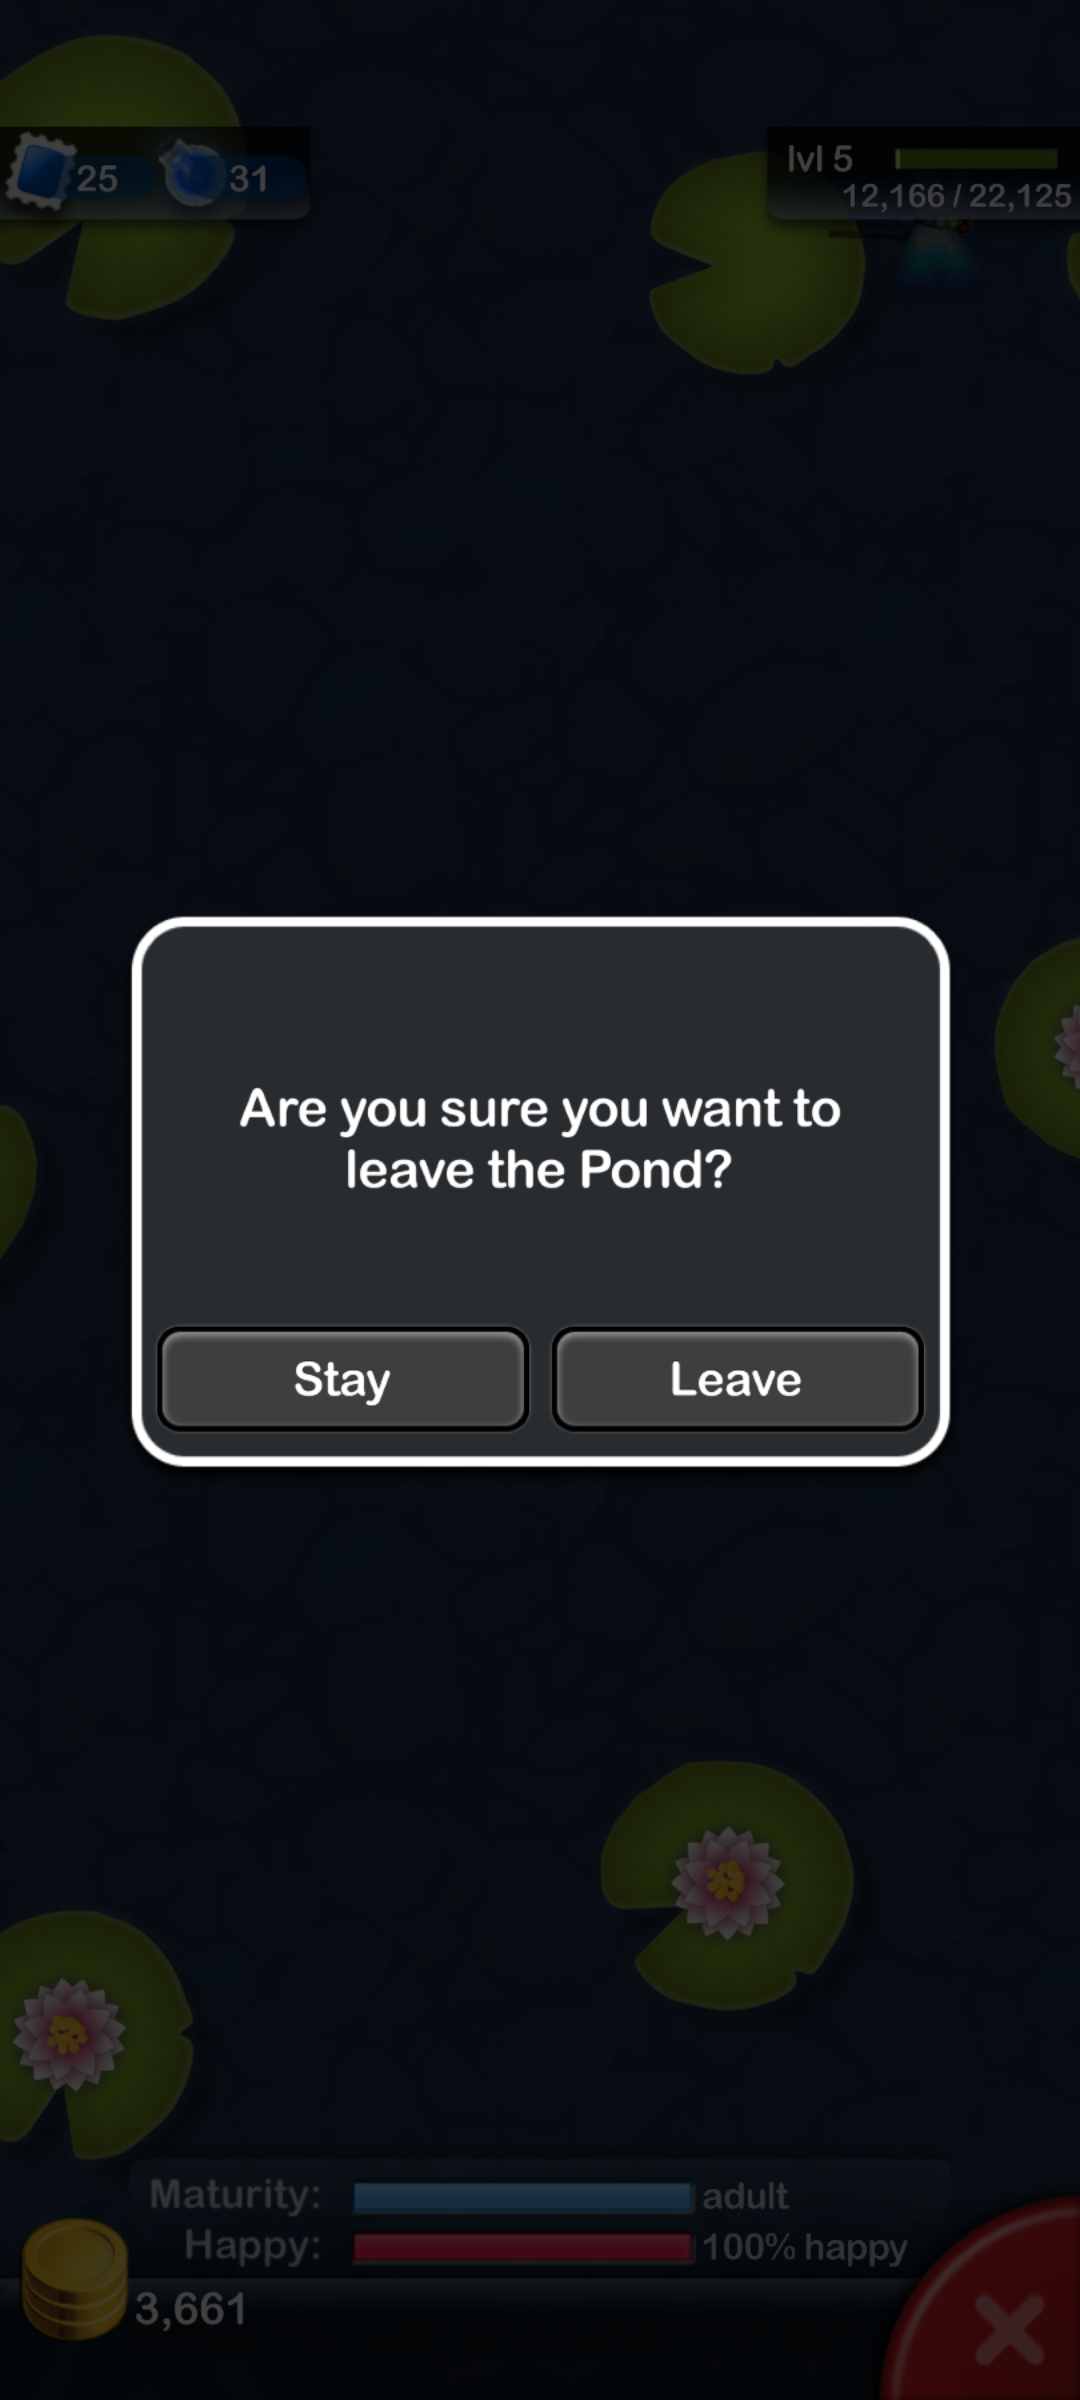 25 31
lvl 5
12,166 / 22,125
Are you sure you want to
leave the Pond?
Stay Leave
Maturity: adult
Happy: 100% happy
3,661